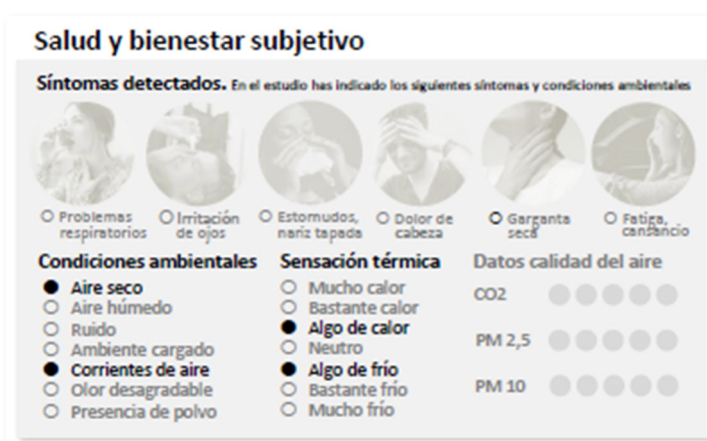 Salud y bienestar subjetivo
Síntomas detectados. En el estudio has indicado los siguientes síntomas y condiciones ambientales
Problemas respiratorios
Irritación de ojos
Estornudos, nariz tapada
Dolor de cabeza
Garganta seca
Fatiga, cansancio
Condiciones ambientales
Aire seco
Aire húmedo
Ruido
Ambiente cargado
Corrientes de aire
Olor desagradable
Presencia de polvo
Sensación térmica
Mucho calor
Bastante calor
Algo de calor
Neutro
Algo de frío
Bastante frío
Mucho frío
Datos calidad del aire
CO2
PM 2,5
PM 10